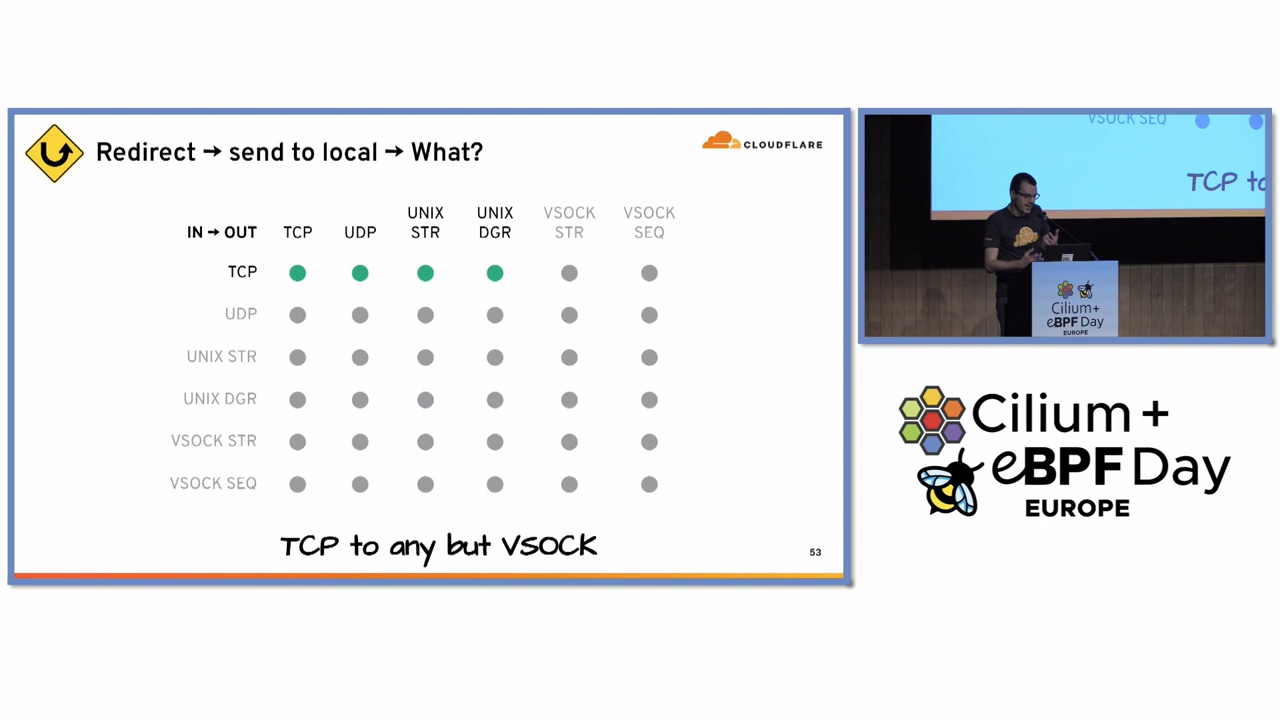 Redirect → send to local → What?
CLOUDFLARE
IN → OUT TCP UDP UNIX STR UNIX DGR VSOCK STR VSOCK SEQ
TCP
UDP
UNIX STR
UNIX DGR
VSOCK STR
VSOCK SEQ
TCP to any but VSOCK
53
VSOCK SEQ
TCP to
Cilium+
eBPF Day
EUROPE
Cilium +
eBPF Day
EUROPE